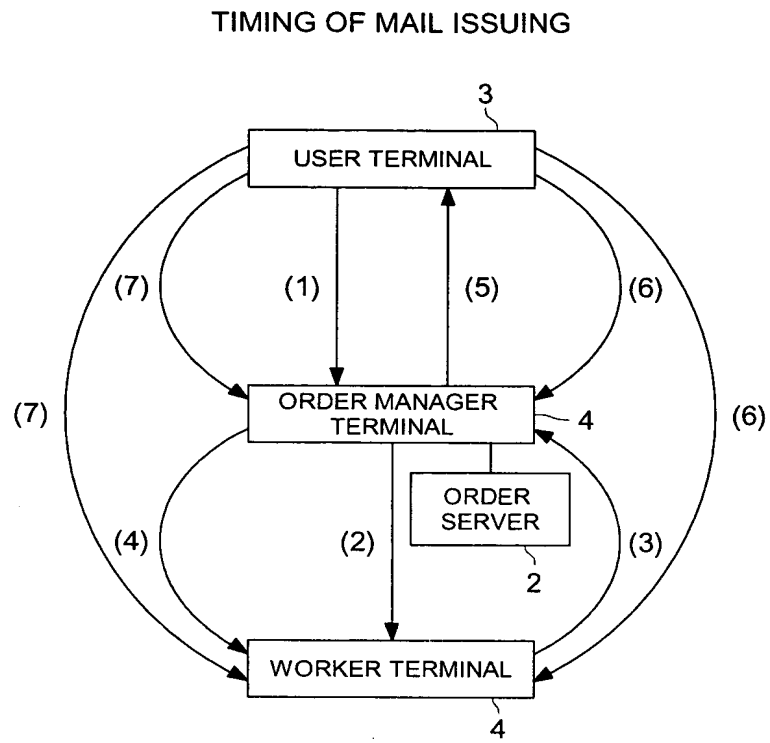 TIMING OF MAIL ISSUING
3
USER TERMINAL
(7)
(1)
(5)
(6)
(7)
ORDER MANAGER
TERMINAL
4
(6)
ORDER
SERVER
(4)
(2)
(3)
2
WORKER TERMINAL
4